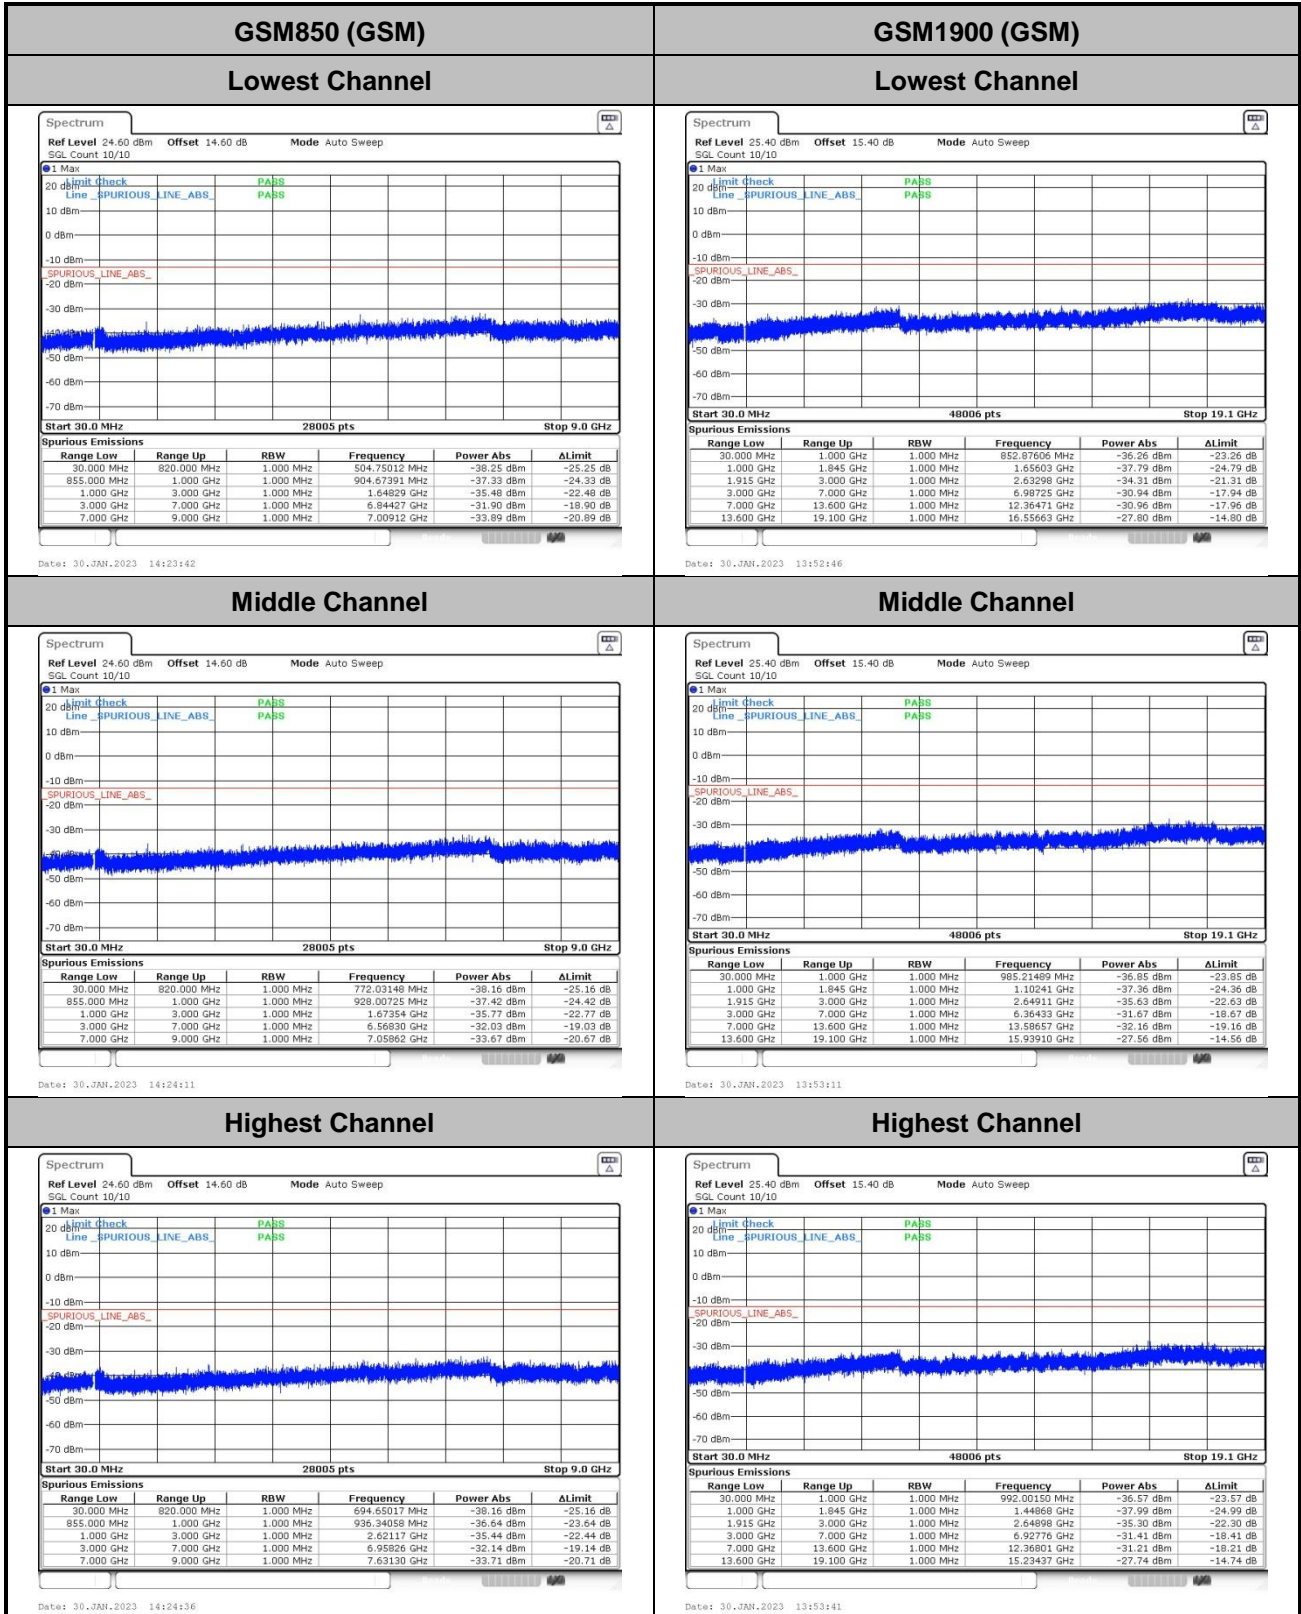 GSM850 (GSM)
GSM1900 (GSM)
Lowest Channel
Lowest Channel
Spectrum
Ref Level 24.60 dBm Offset 14.60 dB Mode Auto Sweep
SGL Count 10/10
1 Max
Limit Check PASS
20 dBm
Line _SPURIOUS_LINE_ABS_ PASS
10 dBm
0 dBm
-10 dBm
_SPURIOUS_LINE_ABS_
-20 dBm
-30 dBm
-50 dBm
-60 dBm
-70 dBm
Start 30.0 MHz 28005 pts Stop 9.0 GHz
Spurious Emissions
Range Low Range Up RBW Frequency Power Abs ΔLimit
30.000 MHz 820.000 MHz 1.000 MHz 504.75012 MHz -38.25 dBm -25.25 dB
855.000 MHz 1.000 GHz 1.000 MHz 904.67391 MHz -37.33 dBm -24.33 dB
1.000 GHz 3.000 GHz 1.000 MHz 1.64829 GHz -35.48 dBm -22.48 dB
3.000 GHz 7.000 GHz 1.000 MHz 6.84427 GHz -31.90 dBm -18.90 dB
7.000 GHz 9.000 GHz 1.000 MHz 7.00912 GHz -33.89 dBm -20.89 dB
Date: 30.JAN.2023 14:23:42
Spectrum
Ref Level 25.40 dBm Offset 15.40 dB Mode Auto Sweep
SGL Count 10/10
1 Max
Limit Check PASS
20 dBm
Line _SPURIOUS_LINE_ABS_ PASS
10 dBm
0 dBm
-10 dBm
_SPURIOUS_LINE_ABS_
-20 dBm
-30 dBm
-50 dBm
-60 dBm
-70 dBm
Start 30.0 MHz 48006 pts Stop 19.1 GHz
Spurious Emissions
Range Low Range Up RBW Frequency Power Abs ΔLimit
30.000 MHz 1.000 GHz 1.000 MHz 852.87606 MHz -36.26 dBm -23.26 dB
1.000 GHz 1.845 GHz 1.000 MHz 1.65603 GHz -37.79 dBm -24.79 dB
1.915 GHz 3.000 GHz 1.000 MHz 2.63298 GHz -34.31 dBm -21.31 dB
3.000 GHz 7.000 GHz 1.000 MHz 6.98725 GHz -30.94 dBm -17.94 dB
7.000 GHz 13.600 GHz 1.000 MHz 12.36471 GHz -30.96 dBm -17.96 dB
13.600 GHz 19.100 GHz 1.000 MHz 16.55663 GHz -27.80 dBm -14.80 dB
Date: 30.JAN.2023 13:52:46
Middle Channel
Middle Channel
Spectrum
Ref Level 24.60 dBm Offset 14.60 dB Mode Auto Sweep
SGL Count 10/10
1 Max
Limit Check PASS
20 dBm
Line _SPURIOUS_LINE_ABS_ PASS
10 dBm
0 dBm
-10 dBm
_SPURIOUS_LINE_ABS_
-20 dBm
-30 dBm
-50 dBm
-60 dBm
-70 dBm
Start 30.0 MHz 28005 pts Stop 9.0 GHz
Spurious Emissions
Range Low Range Up RBW Frequency Power Abs ΔLimit
30.000 MHz 820.000 MHz 1.000 MHz 772.03148 MHz -38.16 dBm -25.16 dB
855.000 MHz 1.000 GHz 1.000 MHz 928.00725 MHz -37.42 dBm -24.42 dB
1.000 GHz 3.000 GHz 1.000 MHz 1.67354 GHz -35.77 dBm -22.77 dB
3.000 GHz 7.000 GHz 1.000 MHz 6.56830 GHz -32.03 dBm -19.03 dB
7.000 GHz 9.000 GHz 1.000 MHz 7.05862 GHz -33.67 dBm -20.67 dB
Date: 30.JAN.2023 14:24:11
Spectrum
Ref Level 25.40 dBm Offset 15.40 dB Mode Auto Sweep
SGL Count 10/10
1 Max
Limit Check PASS
20 dBm
Line _SPURIOUS_LINE_ABS_ PASS
10 dBm
0 dBm
-10 dBm
_SPURIOUS_LINE_ABS_
-20 dBm
-30 dBm
-50 dBm
-60 dBm
-70 dBm
Start 30.0 MHz 48006 pts Stop 19.1 GHz
Spurious Emissions
Range Low Range Up RBW Frequency Power Abs ΔLimit
30.000 MHz 1.000 GHz 1.000 MHz 985.21489 MHz -36.85 dBm -23.85 dB
1.000 GHz 1.845 GHz 1.000 MHz 1.10241 GHz -37.36 dBm -24.36 dB
1.915 GHz 3.000 GHz 1.000 MHz 2.64911 GHz -35.63 dBm -22.63 dB
3.000 GHz 7.000 GHz 1.000 MHz 6.36433 GHz -31.67 dBm -18.67 dB
7.000 GHz 13.600 GHz 1.000 MHz 13.58657 GHz -32.16 dBm -19.16 dB
13.600 GHz 19.100 GHz 1.000 MHz 15.93910 GHz -27.56 dBm -14.56 dB
Date: 30.JAN.2023 13:53:11
Highest Channel
Highest Channel
Spectrum
Ref Level 24.60 dBm Offset 14.60 dB Mode Auto Sweep
SGL Count 10/10
1 Max
Limit Check PASS
20 dBm
Line _SPURIOUS_LINE_ABS_ PASS
10 dBm
0 dBm
-10 dBm
_SPURIOUS_LINE_ABS_
-20 dBm
-30 dBm
-50 dBm
-60 dBm
-70 dBm
Start 30.0 MHz 28005 pts Stop 9.0 GHz
Spurious Emissions
Range Low Range Up RBW Frequency Power Abs ΔLimit
30.000 MHz 820.000 MHz 1.000 MHz 694.65017 MHz -38.16 dBm -25.16 dB
855.000 MHz 1.000 GHz 1.000 MHz 936.34058 MHz -36.64 dBm -23.64 dB
1.000 GHz 3.000 GHz 1.000 MHz 2.62117 GHz -35.44 dBm -22.44 dB
3.000 GHz 7.000 GHz 1.000 MHz 6.95826 GHz -32.14 dBm -19.14 dB
7.000 GHz 9.000 GHz 1.000 MHz 7.63130 GHz -33.71 dBm -20.71 dB
Date: 30.JAN.2023 14:24:36
Spectrum
Ref Level 25.40 dBm Offset 15.40 dB Mode Auto Sweep
SGL Count 10/10
1 Max
Limit Check PASS
20 dBm
Line _SPURIOUS_LINE_ABS_ PASS
10 dBm
0 dBm
-10 dBm
_SPURIOUS_LINE_ABS_
-20 dBm
-30 dBm
-50 dBm
-60 dBm
-70 dBm
Start 30.0 MHz 48006 pts Stop 19.1 GHz
Spurious Emissions
Range Low Range Up RBW Frequency Power Abs ΔLimit
30.000 MHz 1.000 GHz 1.000 MHz 992.00150 MHz -36.57 dBm -23.57 dB
1.000 GHz 1.845 GHz 1.000 MHz 1.44868 GHz -37.99 dBm -24.99 dB
1.915 GHz 3.000 GHz 1.000 MHz 2.64898 GHz -35.30 dBm -22.30 dB
3.000 GHz 7.000 GHz 1.000 MHz 6.92776 GHz -31.41 dBm -18.41 dB
7.000 GHz 13.600 GHz 1.000 MHz 12.36801 GHz -31.21 dBm -18.21 dB
13.600 GHz 19.100 GHz 1.000 MHz 15.23437 GHz -27.74 dBm -14.74 dB
Date: 30.JAN.2023 13:53:41